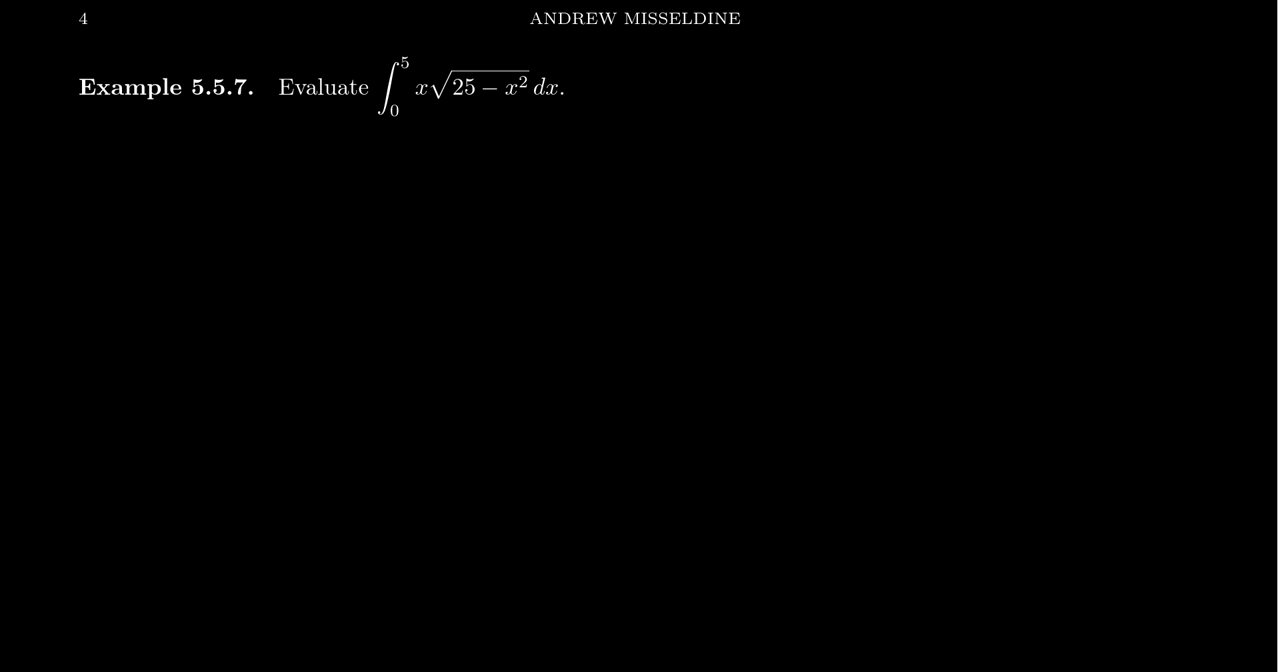 4 ANDREW MISSELDINE
Example 5.5.7. Evaluate ∫₀⁵ x√(25 − x²) dx.